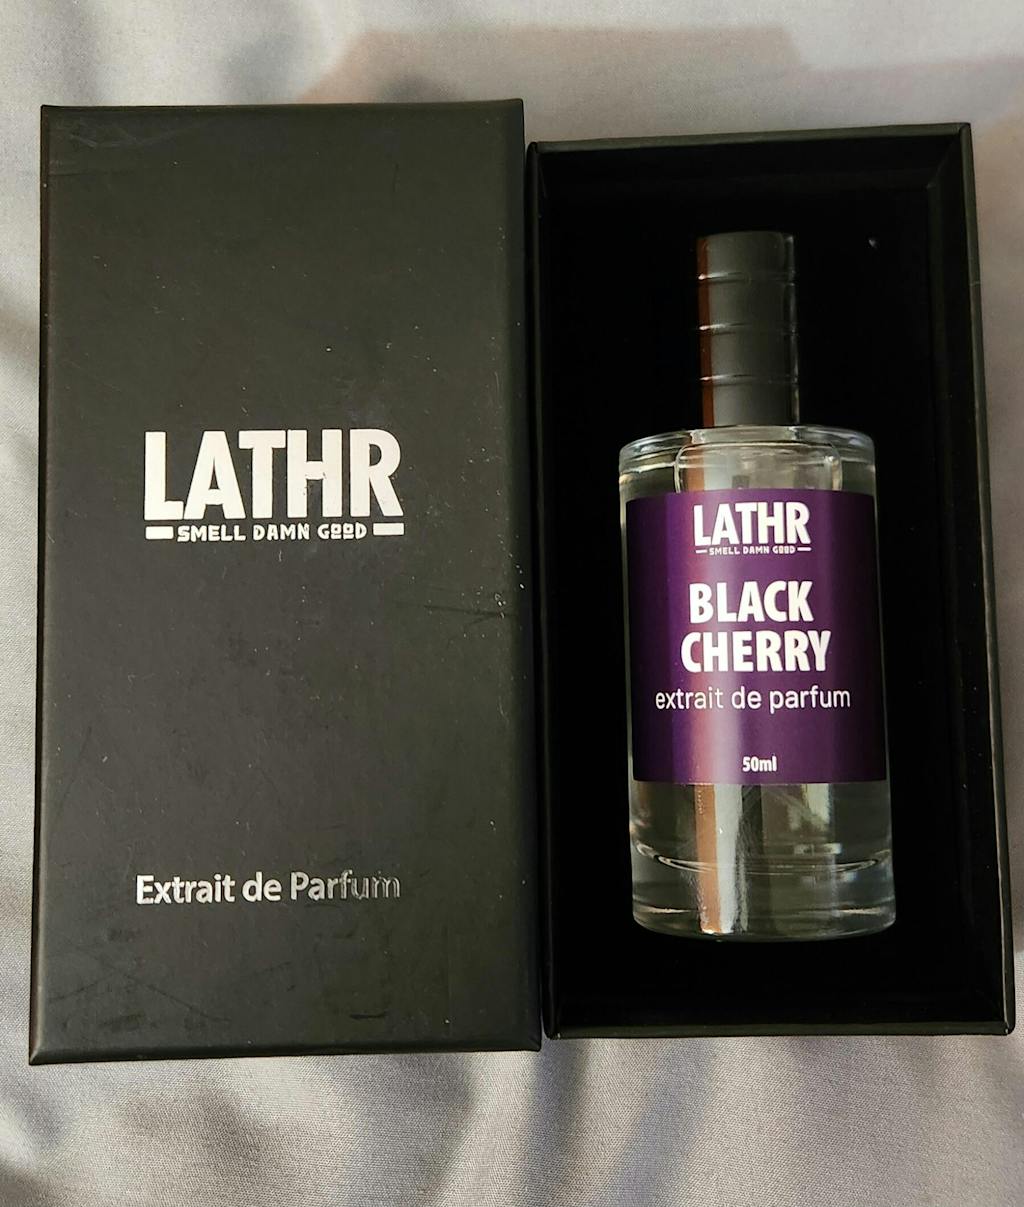 LATHR
SMELL DAMN GOOD
Extrait de Parfum
LATHR
SMELL DAMN GOOD
BLACK
CHERRY
extrait de parfum
50ml